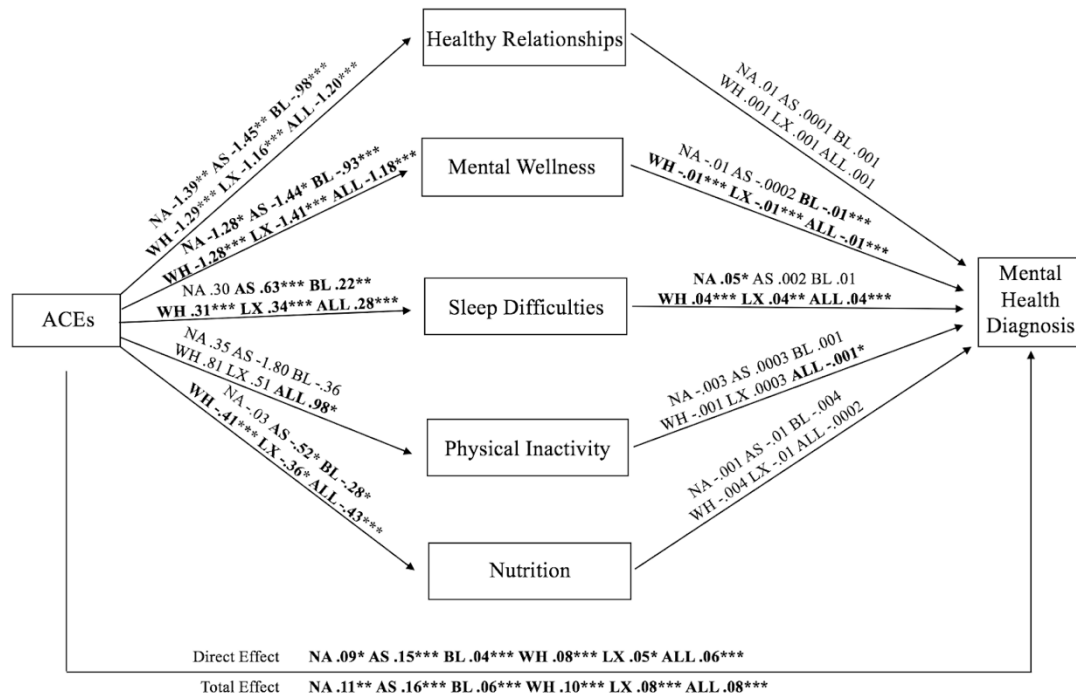 Healthy Relationships
NA -1.39** AS -1.45** BL -.98***
WH -1.29*** LX -1.16*** ALL -1.20***
NA .01 AS .0001 BL .001
WH .001 LX .001 ALL .001
Mental Wellness
NA -1.28* AS -1.44* BL -.93***
WH -1.28*** LX -1.41*** ALL -1.18***
NA -.01 AS -.0002 BL -.01***
WH -.01*** LX -.01*** ALL -.01***
ACEs
NA .30 AS .63*** BL .22**
WH .31*** LX .34*** ALL .28***
Sleep Difficulties
NA .05* AS .002 BL .01
WH .04*** LX .04** ALL .04***
Mental
Health
Diagnosis
NA .35 AS -1.80 BL -.36
WH .81 LX .51 ALL .98*
Physical Inactivity
NA -.003 AS .0003 BL .001
WH -.001 LX .0003 ALL -.001*
NA -.03 AS -.52* BL -.28*
WH -.41*** LX -.36* ALL -.43***
Nutrition
NA -.001 AS -.01 BL -.004
WH -.004 LX -.01 ALL -.0002
Direct Effect NA .09* AS .15*** BL .04*** WH .08*** LX .05* ALL .06***
Total Effect NA .11** AS .16*** BL .06*** WH .10*** LX .08*** ALL .08***